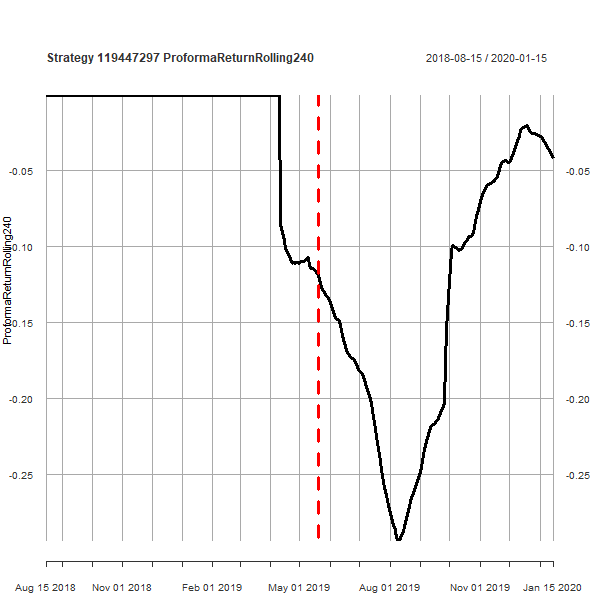 Strategy 119447297 ProformaReturnRolling240
2018-08-15 / 2020-01-15
ProformaReturnRolling240
-0.05
-0.10
-0.15
-0.20
-0.25
-0.05
-0.10
-0.15
-0.20
-0.25
Aug 15 2018
Nov 01 2018
Feb 01 2019
May 01 2019
Aug 01 2019
Nov 01 2019
Jan 15 2020